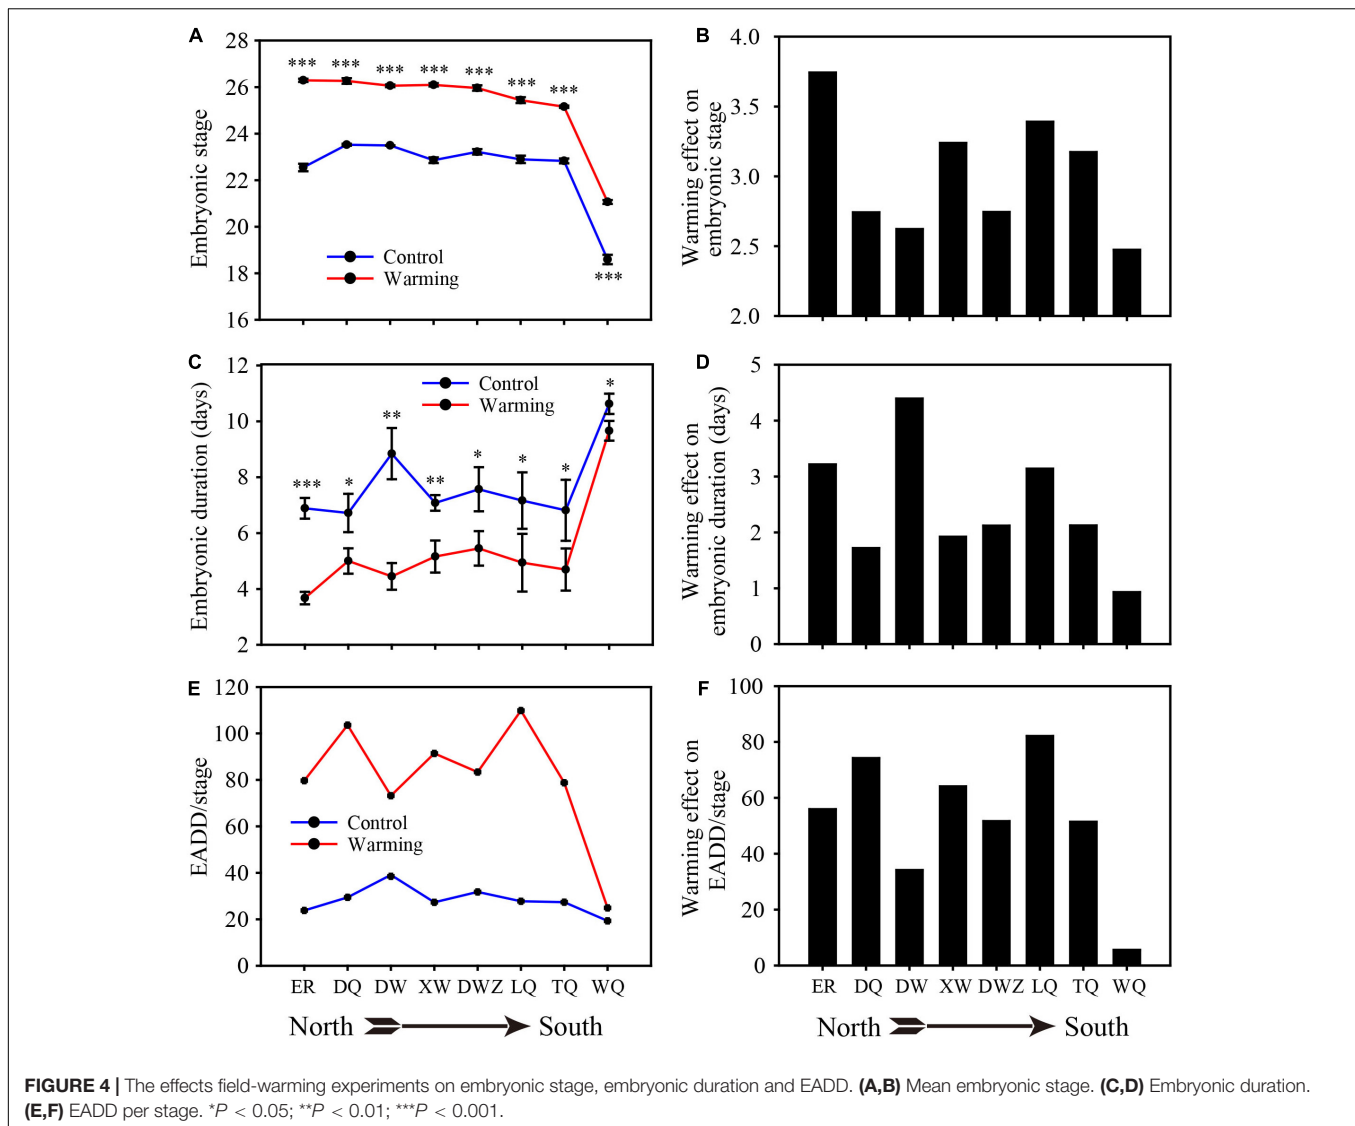 A
Embryonic stage
28
26
24
22
20
18
16
*** *** *** *** *** *** ***
***
Control
Warming
B
Warming effect on
embryonic stage
4.0
3.5
3.0
2.5
2.0
C
Embryonic duration (days)
12
10
8
6
4
2
Control
Warming
*** * ** ** * * * *
D
Warming effect on
embryonic duration (days)
5
4
3
2
1
0
E
EADD/stage
120
100
80
60
40
20
0
Control
Warming
ER DQ DW XW DWZ LQ TQ WQ
North South
F
Warming effect on
EADD/stage
100
80
60
40
20
0
ER DQ DW XW DWZ LQ TQ WQ
North South
FIGURE 4 | The effects field-warming experiments on embryonic stage, embryonic duration and EADD. (A,B) Mean embryonic stage. (C,D) Embryonic duration.
(E,F) EADD per stage. *P < 0.05; **P < 0.01; ***P < 0.001.